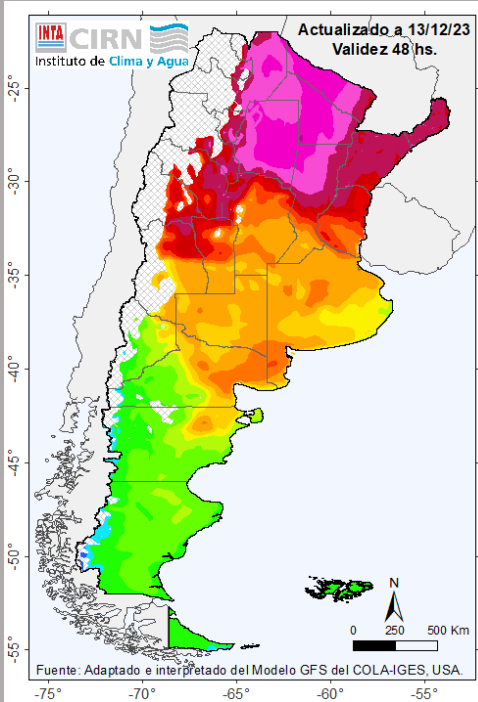 INTA CIRN
Instituto de Clima y Agua
Actualizado a 13/12/23
Validez 48 hs.
-25°
-30°
-35°
-40°
-45°
-50°
-55°
N
0 250 500 Km
Fuente: Adaptado e interpretado del Modelo GFS del COLA-IGES, USA.
-75° -70° -65° -60° -55°